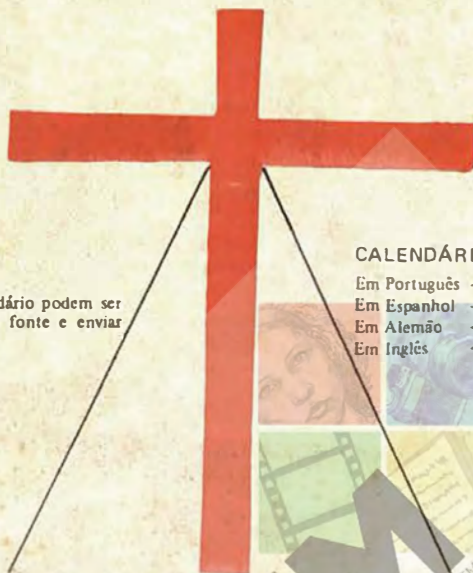 dário podem ser
fonte e enviar
CALENDÁRI
Em Português -
Em Espanhol -
Em Alemão
Em Inglês -